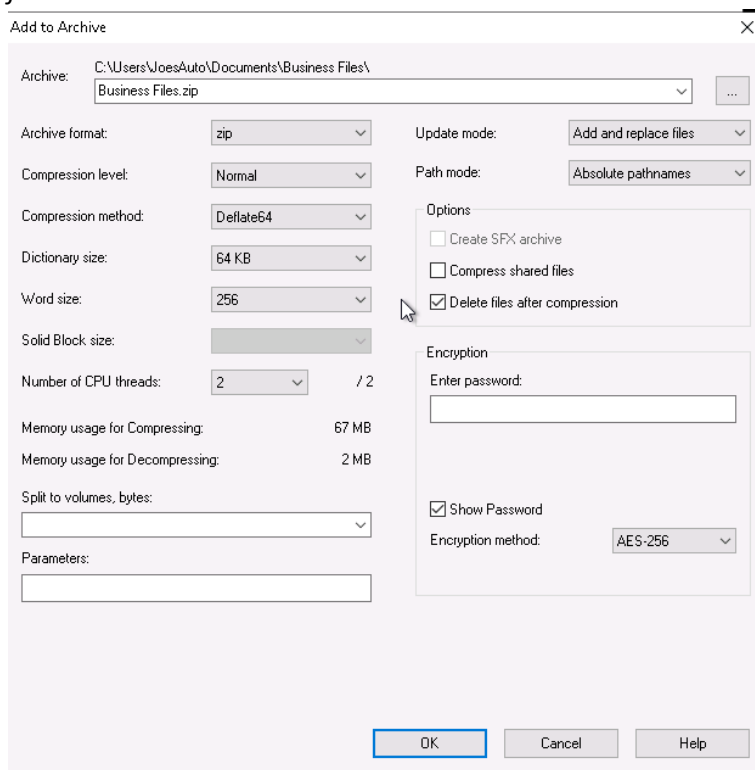 Add to Archive
Archive:
C:\Users\JoesAuto\Documents\Business Files\
Business Files.zip
...
Archive format:
zip
Compression level:
Normal
Compression method:
Deflate64
Dictionary size:
64 KB
Word size:
256
Solid Block size:
Number of CPU threads:
2
/ 2
Memory usage for Compressing:
67 MB
Memory usage for Decompressing:
2 MB
Split to volumes, bytes:
Parameters:
Update mode:
Add and replace files
Path mode:
Absolute pathnames
Options
Create SFX archive
Compress shared files
Delete files after compression
Encryption
Enter password:
Show Password
Encryption method:
AES-256
OK
Cancel
Help